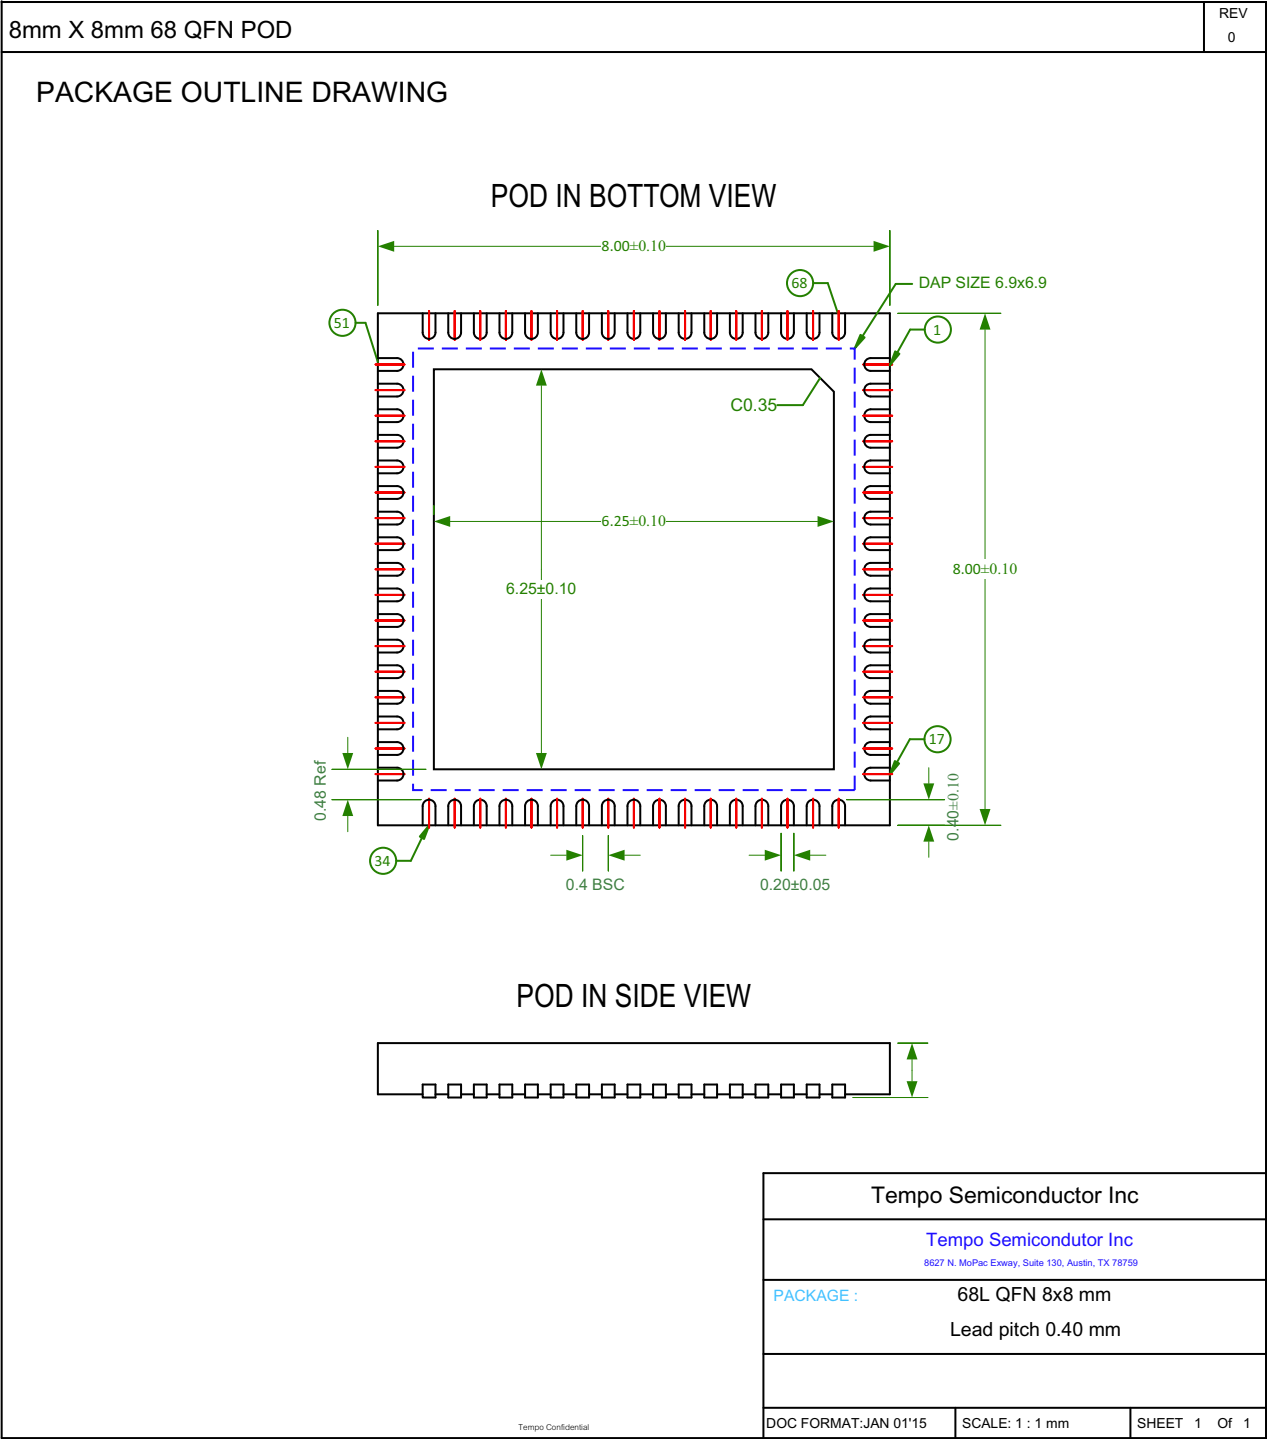 8mm X 8mm 68 QFN POD
REV
0
PACKAGE OUTLINE DRAWING
POD IN BOTTOM VIEW
8.00±0.10
68
DAP SIZE 6.9x6.9
51
1
C0.35
6.25±0.10
8.00±0.10
6.25±0.10
17
0.48 Ref
0.40±0.10
34
0.4 BSC
0.20±0.05
POD IN SIDE VIEW
Tempo Semiconductor Inc
Tempo Semicondutor Inc
8627 N. MoPac Exway, Suite 130, Austin, TX 78759
PACKAGE : 68L QFN 8x8 mm
Lead pitch 0.40 mm
Tempo Confidential
DOC FORMAT:JAN 01'15 SCALE: 1 : 1 mm SHEET 1 Of 1